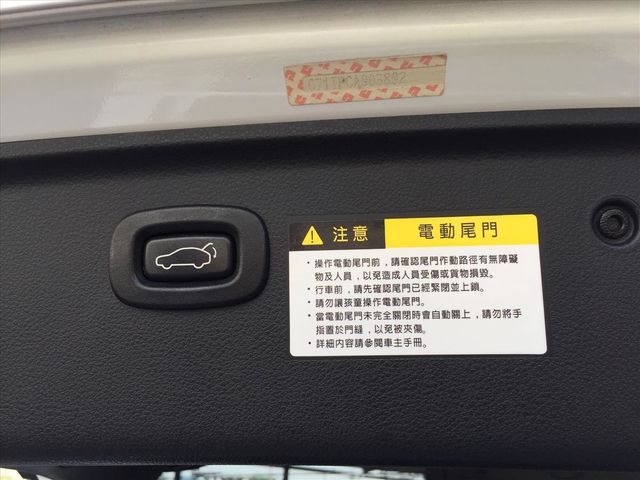 注意
電動尾門
・操作電動尾門前，請確認尾門作動路徑有無障礙
物及人員，以免造成人員受傷或貨物損毀。
・行車前，請先確認尾門已經緊閉並上鎖。
・請勿讓孩童操作電動尾門。
・當電動尾門未完全關閉時會自動關上，請勿將手
指置於門縫，以免被夾傷。
・詳細內容請參閱車主手冊。